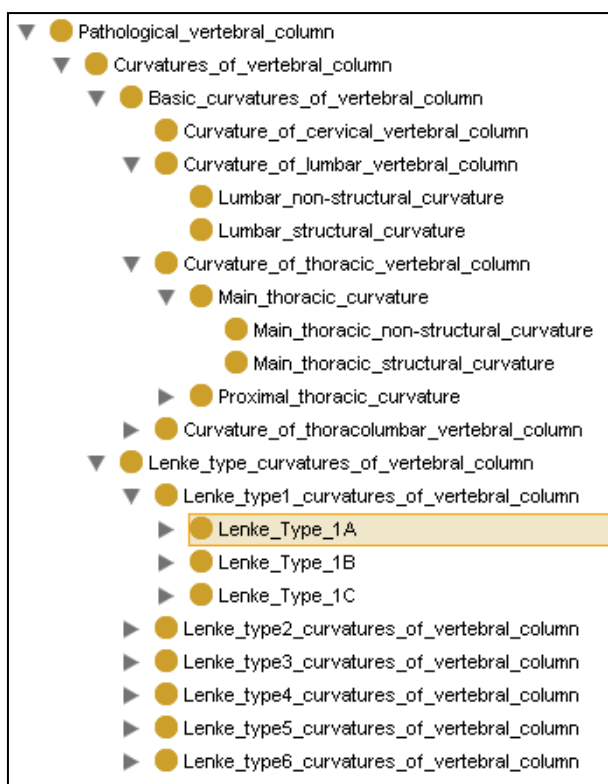 Pathological_vertebral_column
Curvatures_of_vertebral_column
Basic_curvatures_of_vertebral_column
Curvature_of_cervical_vertebral_column
Curvature_of_lumbar_vertebral_column
Lumbar_non-structural_curvature
Lumbar_structural_curvature
Curvature_of_thoracic_vertebral_column
Main_thoracic_curvature
Main_thoracic_non-structural_curvature
Main_thoracic_structural_curvature
Proximal_thoracic_curvature
Curvature_of_thoracolumbar_vertebral_column
Lenke_type_curvatures_of_vertebral_column
Lenke_type1_curvatures_of_vertebral_column
Lenke_Type_1A
Lenke_Type_1B
Lenke_Type_1C
Lenke_type2_curvatures_of_vertebral_column
Lenke_type3_curvatures_of_vertebral_column
Lenke_type4_curvatures_of_vertebral_column
Lenke_type5_curvatures_of_vertebral_column
Lenke_type6_curvatures_of_vertebral_column